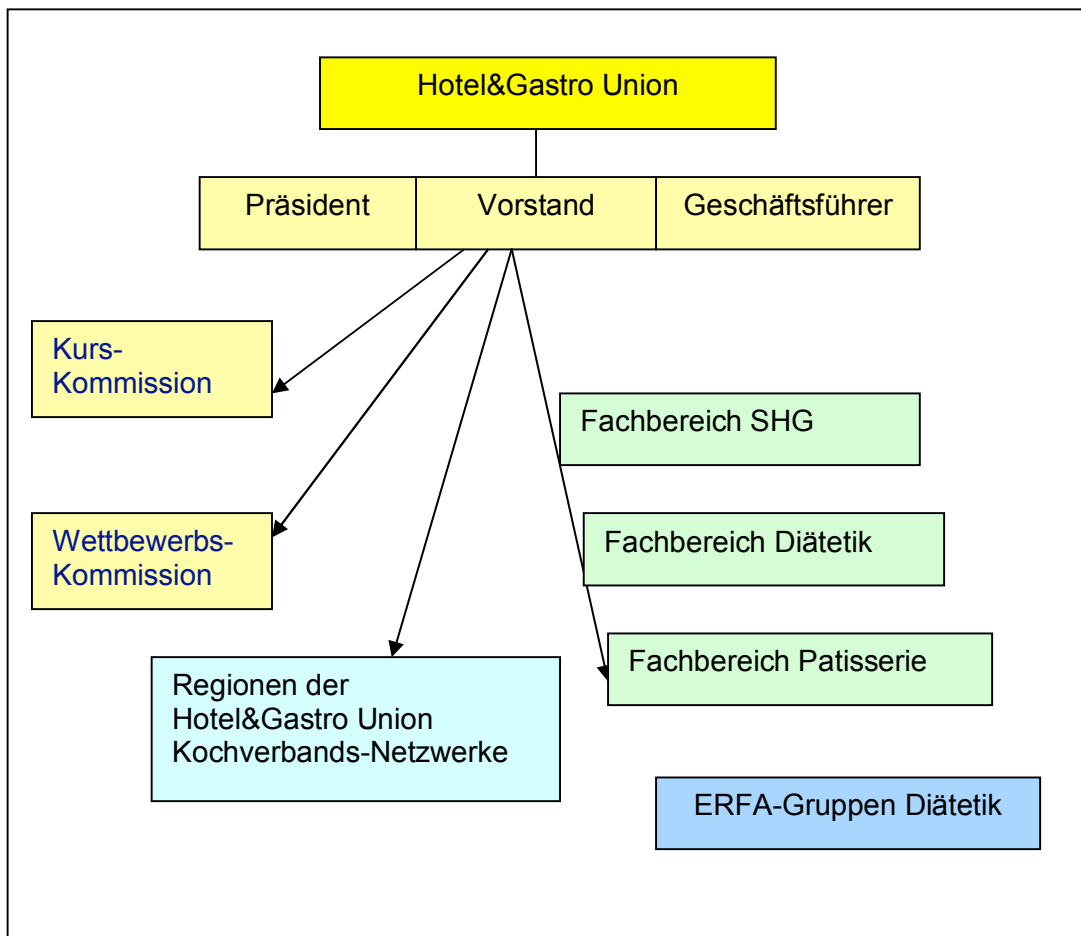 Hotel&Gastro Union
Präsident
Vorstand
Geschäftsführer
Kurs-
Kommission
Fachbereich SHG
Wettbewerbs-
Kommission
Fachbereich Diätetik
Fachbereich Patisserie
Regionen der
Hotel&Gastro Union
Kochverbands-Netzwerke
ERFA-Gruppen Diätetik